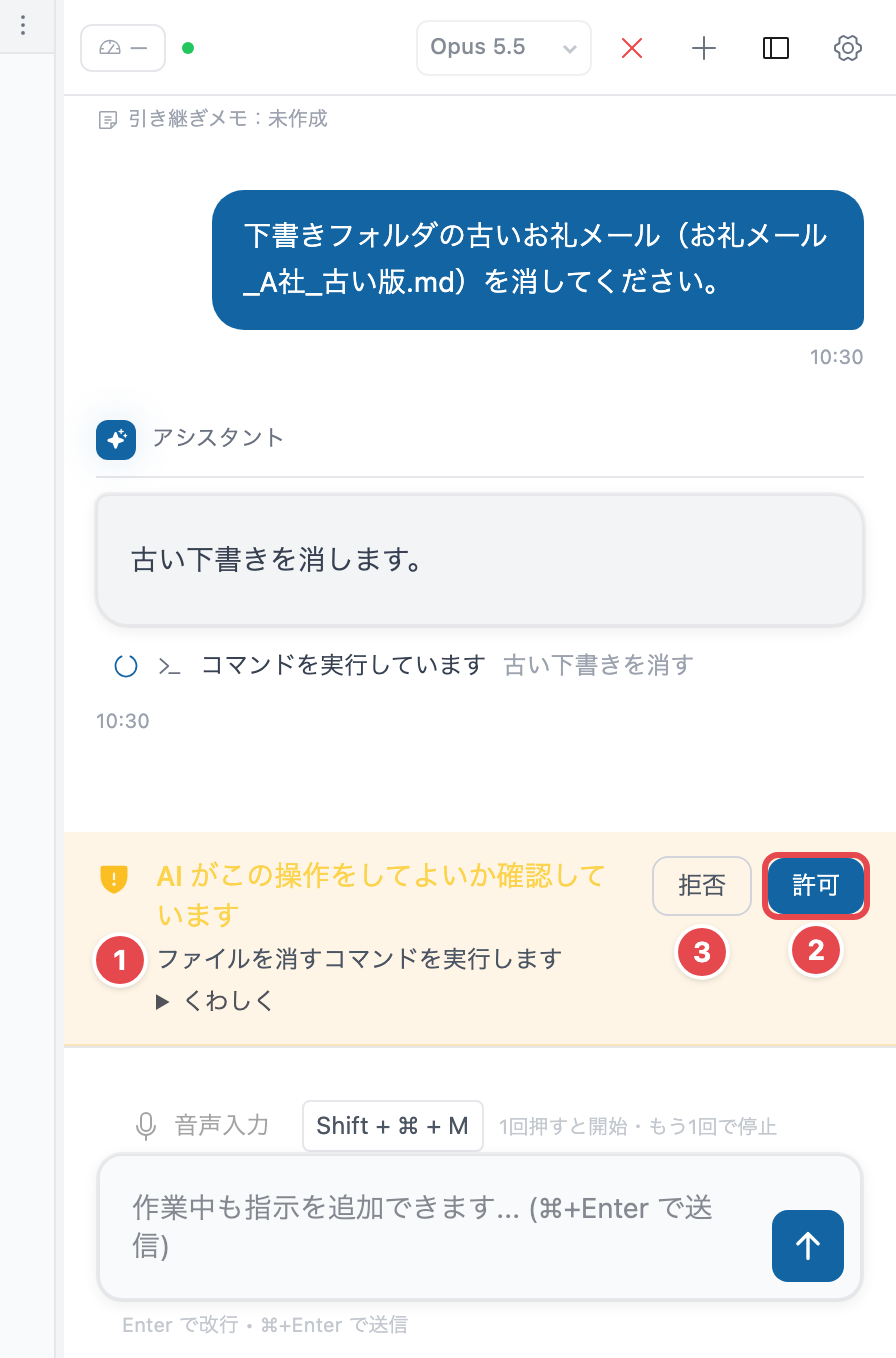 Opus 5.5
引き継ぎメモ：未作成
下書きフォルダの古いお礼メール（お礼メール
_A社_古い版.md）を消してください。
10:30
アシスタント
古い下書きを消します。
コマンドを実行しています 古い下書きを消す
10:30
AI がこの操作をしてよいか確認して
います
拒否
許可
1
ファイルを消すコマンドを実行します
3
2
くわしく
音声入力 Shift + ⌘ + M 1回押すと開始・もう1回で停止
作業中も指示を追加できます... (⌘+Enter で送
信)
Enter で改行・⌘+Enter で送信